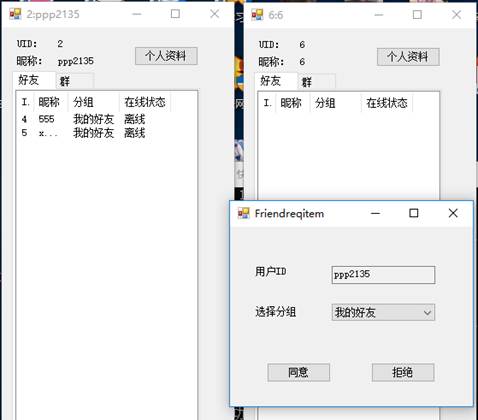 2:ppp2135
UID: 2
昵称: ppp2135
个人资料
好友 群
I. 昵称 分组 在线状态
4 555 我的好友 离线
5 x... 我的好友 离线
6:6
UID: 6
昵称: 6
个人资料
好友 群
I. 昵称 分组 在线状态
Friendreqitem
用户ID ppp2135
选择分组 我的好友
同意 拒绝